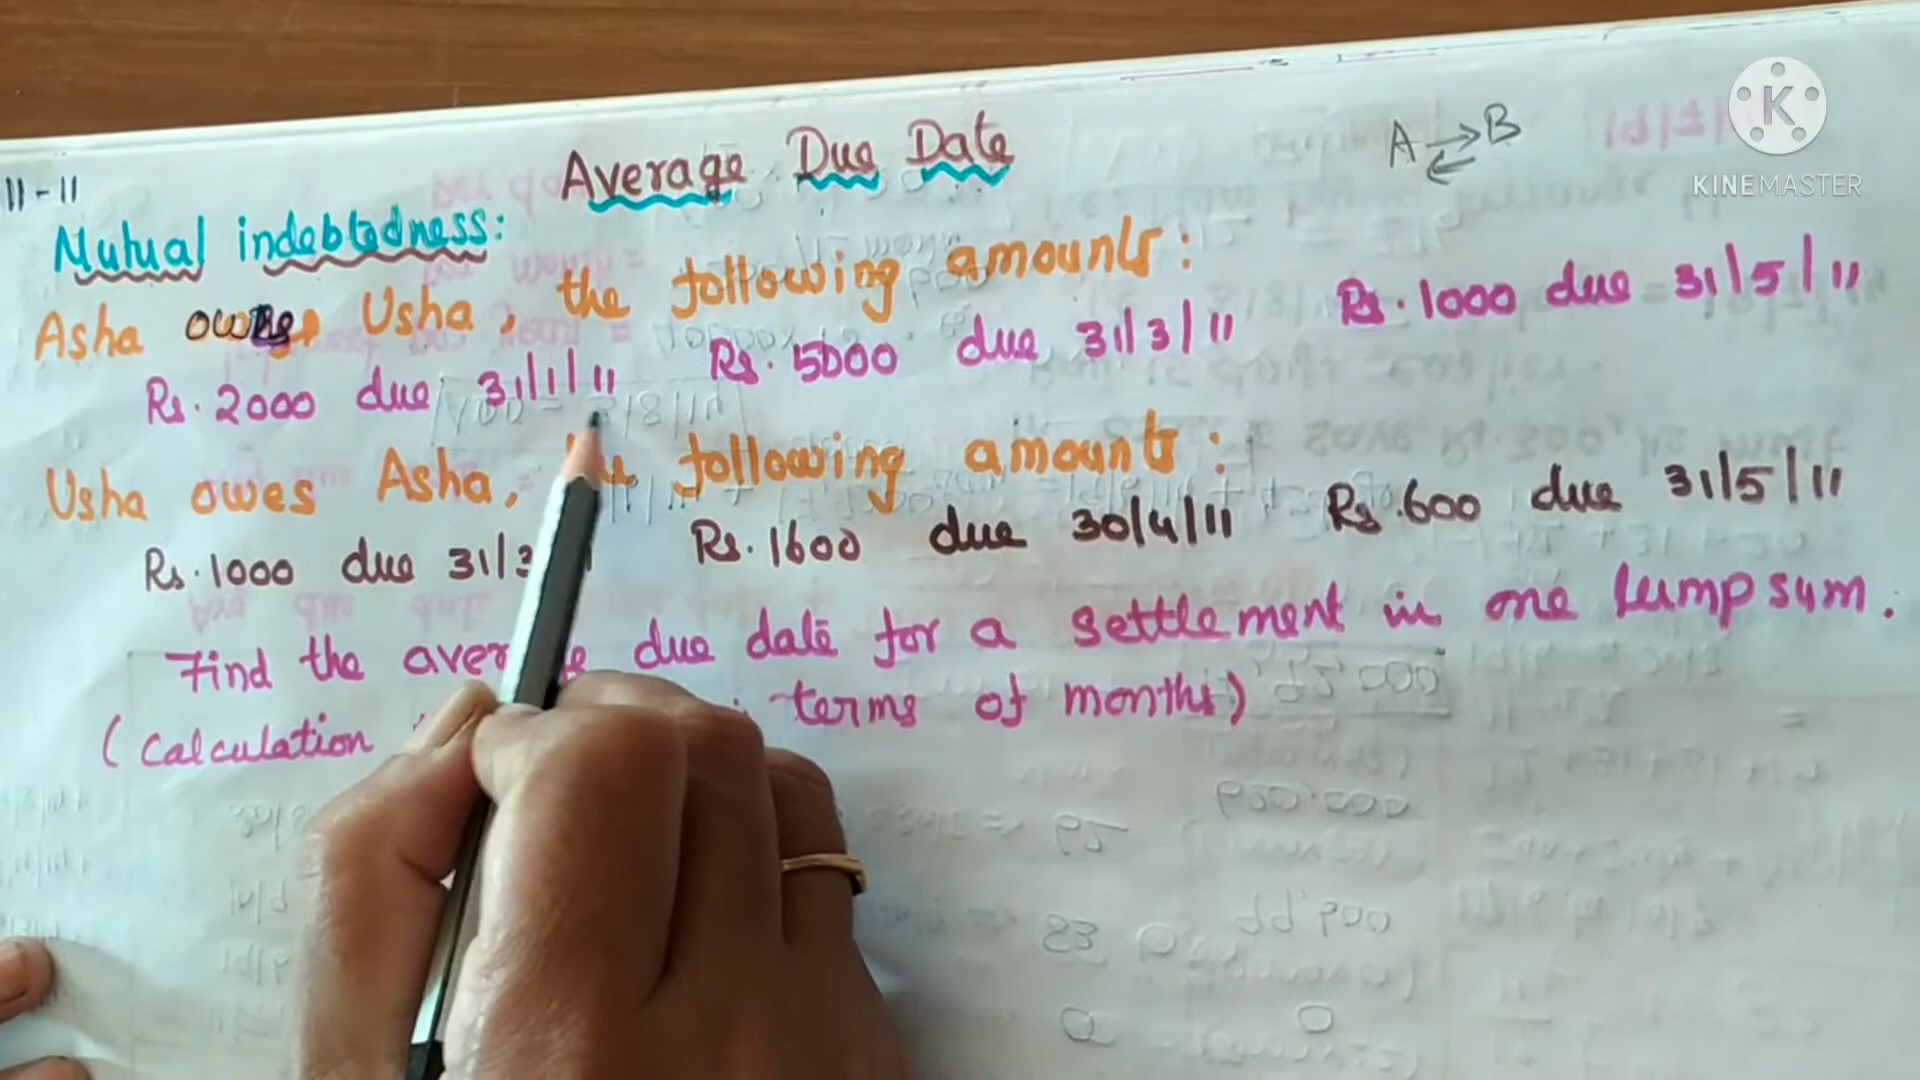 KINEMASTER
11-11
Average Due Date
A B
Mutual indebtedness:
Asha Usha, the following amounts:
Rs. 2000 due 31/1/11 Rs. 5000 due 31/3/11 Rs. 1000 due 31/5/11
Usha owes Asha, following amounts:
Rs. 1000 due 31/3 Rs. 1600 due 30/4/11 Rs. 600 due 31/5/11
Find the due date for a settlement in one lumpsum.
(Calculation terms of months)